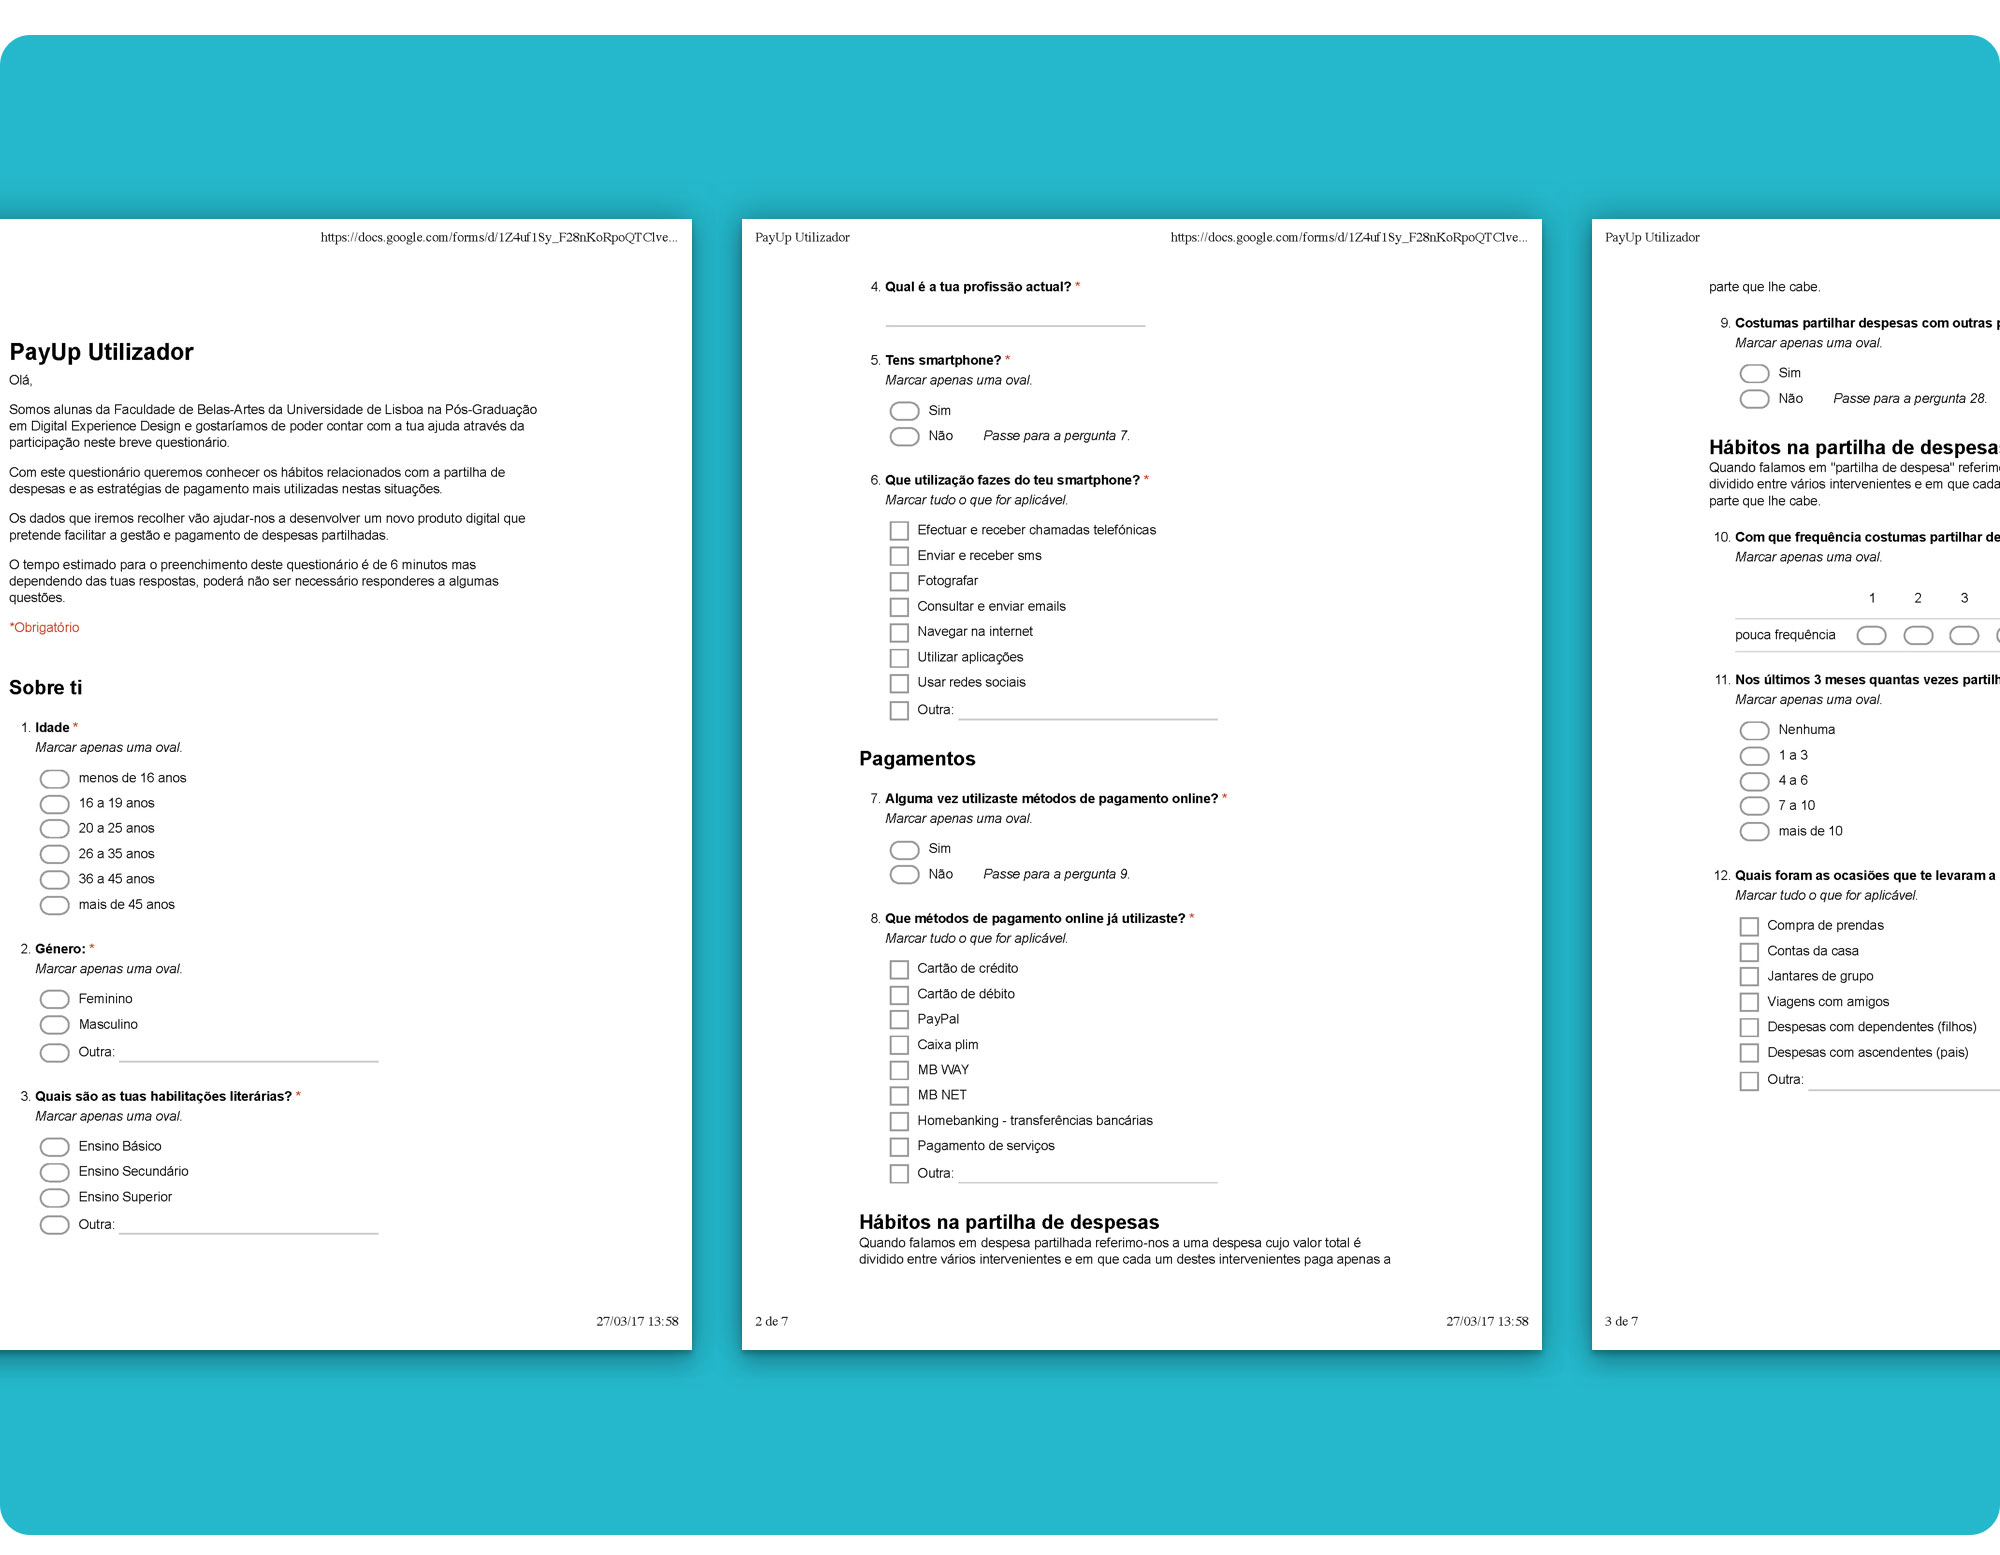 https://docs.google.com/forms/d/1Z4uf1Sy_F28nKoRpoQTClve...
PayUp Utilizador
Olá,
Somos alunas da Faculdade de Belas-Artes da Universidade de Lisboa na Pós-Graduação
em Digital Experience Design e gostaríamos de poder contar com a tua ajuda através da
participação neste breve questionário.
Com este questionário queremos conhecer os hábitos relacionados com a partilha de
despesas e as estratégias de pagamento mais utilizadas nestas situações.
Os dados que iremos recolher vão ajudar-nos a desenvolver um novo produto digital que
pretende facilitar a gestão e pagamento de despesas partilhadas.
O tempo estimado para o preenchimento deste questionário é de 6 minutos mas
dependendo das tuas respostas, poderá não ser necessário responderes a algumas
questões.
*Obrigatório
Sobre ti
1. Idade *
Marcar apenas uma oval.
menos de 16 anos
16 a 19 anos
20 a 25 anos
26 a 35 anos
36 a 45 anos
mais de 45 anos
2. Género: *
Marcar apenas uma oval.
Feminino
Masculino
Outra:
3. Quais são as tuas habilitações literárias? *
Marcar apenas uma oval.
Ensino Básico
Ensino Secundário
Ensino Superior
Outra:
27/03/17 13:58
PayUp Utilizador
https://docs.google.com/forms/d/1Z4uf1Sy_F28nKoRpoQTClve...
4. Qual é a tua profissão actual? *
5. Tens smartphone? *
Marcar apenas uma oval.
Sim
Não Passe para a pergunta 7.
6. Que utilização fazes do teu smartphone? *
Marcar tudo o que for aplicável.
Efectuar e receber chamadas telefónicas
Enviar e receber sms
Fotografar
Consultar e enviar emails
Navegar na internet
Utilizar aplicações
Usar redes sociais
Outra:
Pagamentos
7. Alguma vez utilizaste métodos de pagamento online? *
Marcar apenas uma oval.
Sim
Não Passe para a pergunta 9.
8. Que métodos de pagamento online já utilizaste? *
Marcar tudo o que for aplicável.
Cartão de crédito
Cartão de débito
PayPal
Caixa plim
MB WAY
MB NET
Homebanking - transferências bancárias
Pagamento de serviços
Outra:
Hábitos na partilha de despesas
Quando falamos em despesa partilhada referimo-nos a uma despesa cujo valor total é
dividido entre vários intervenientes e em que cada um destes intervenientes paga apenas a
2 de 7
27/03/17 13:58
PayUp Utilizador
parte que lhe cabe.
9. Costumas partilhar despesas com outras
Marcar apenas uma oval.
Sim
Não Passe para a pergunta 28.
Hábitos na partilha de despesas
Quando falamos em "partilha de despesa"
dividido entre vários intervenientes e em que cada
parte que lhe cabe.
10. Com que frequência costumas partilhar
Marcar apenas uma oval.
1 2 3
pouca frequência
11. Nos últimos 3 meses quantas vezes
Marcar apenas uma oval.
Nenhuma
1 a 3
4 a 6
7 a 10
mais de 10
12. Quais foram as ocasiões que te levaram a
Marcar tudo o que for aplicável.
Compra de prendas
Contas da casa
Jantares de grupo
Viagens com amigos
Despesas com dependentes (filhos)
Despesas com ascendentes (pais)
Outra:
3 de 7